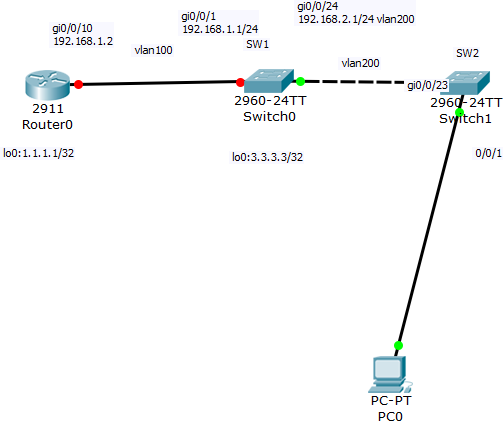 gi0/0/10
192.168.1.2
vlan100
gi0/0/1
192.168.1.1/24
SW1
gi0/0/24
192.168.2.1/24 vlan200
vlan200
SW2
gi0/0/23
2911
Router0
2960-24TT
Switch0
2960-24TT
Switch1
lo0:1.1.1.1/32
lo0:3.3.3.3/32
0/0/1
PC-PT
PC0